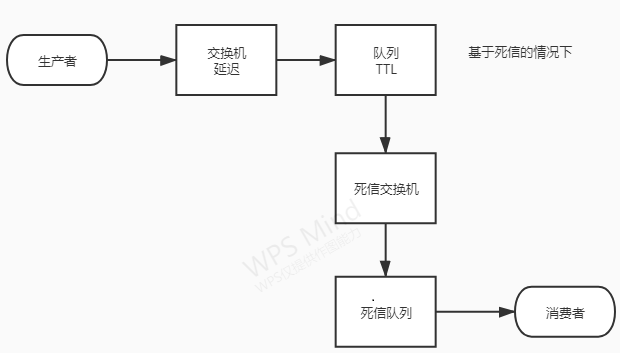 生产者
交换机
延迟
队列
TTL
基于死信的情况下
死信交换机
WPS Mind
WPS仅提供作图能力
死信队列
消费者